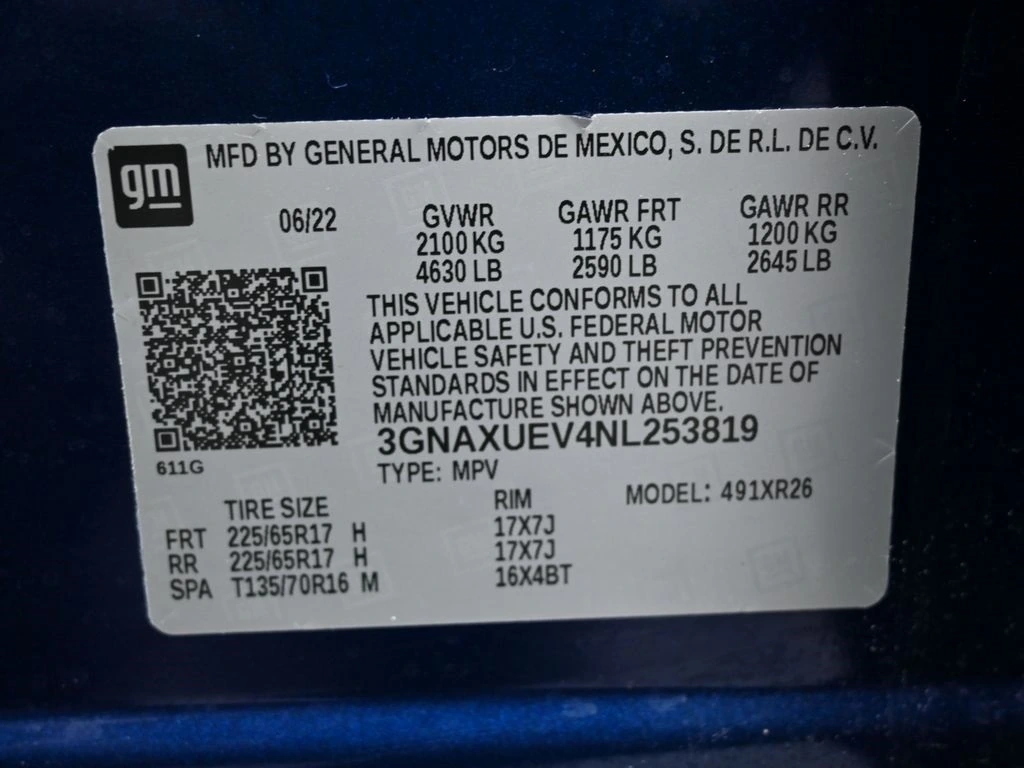 gm
MFD BY GENERAL MOTORS DE MEXICO, S. DE R.L. DE C.V.
06/22 GVWR GAWR FRT GAWR RR
2100 KG 1175 KG 1200 KG
4630 LB 2590 LB 2645 LB
THIS VEHICLE CONFORMS TO ALL
APPLICABLE U.S. FEDERAL MOTOR
VEHICLE SAFETY AND THEFT PREVENTION
STANDARDS IN EFFECT ON THE DATE OF
MANUFACTURE SHOWN ABOVE.
3GNAXUEV4NL253819
611G
TYPE: MPV
TIRE SIZE RIM MODEL: 491XR26
FRT 225/65R17 H 17X7J
RR 225/65R17 H 17X7J
SPA T135/70R16 M 16X4BT